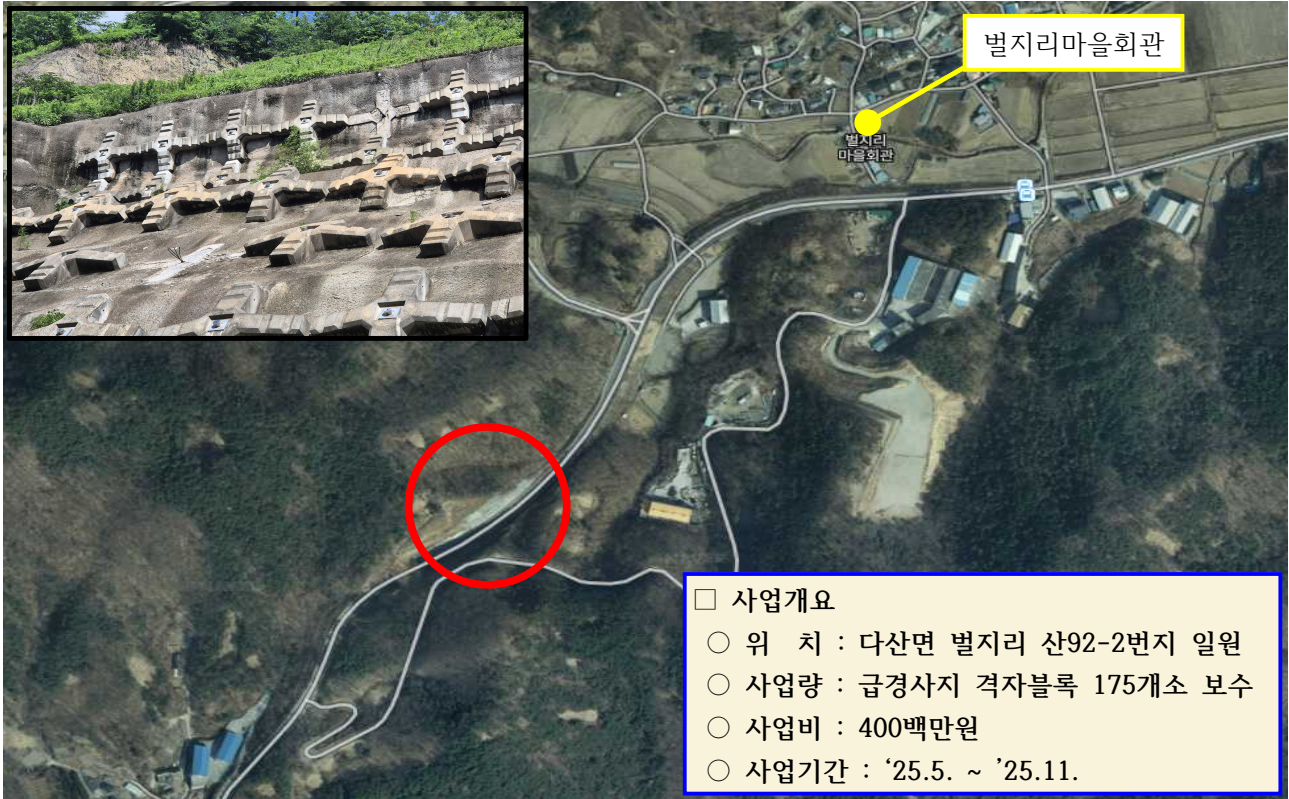 벌지리마을회관
벌지리
마을회관
□ 사업개요
○ 위 치 : 다산면 벌지리 산92-2번지 일원
○ 사업량 : 급경사지 격자블록 175개소 보수
○ 사업비 : 400백만원
○ 사업기간 : ‘25.5. ~ ’25.11.